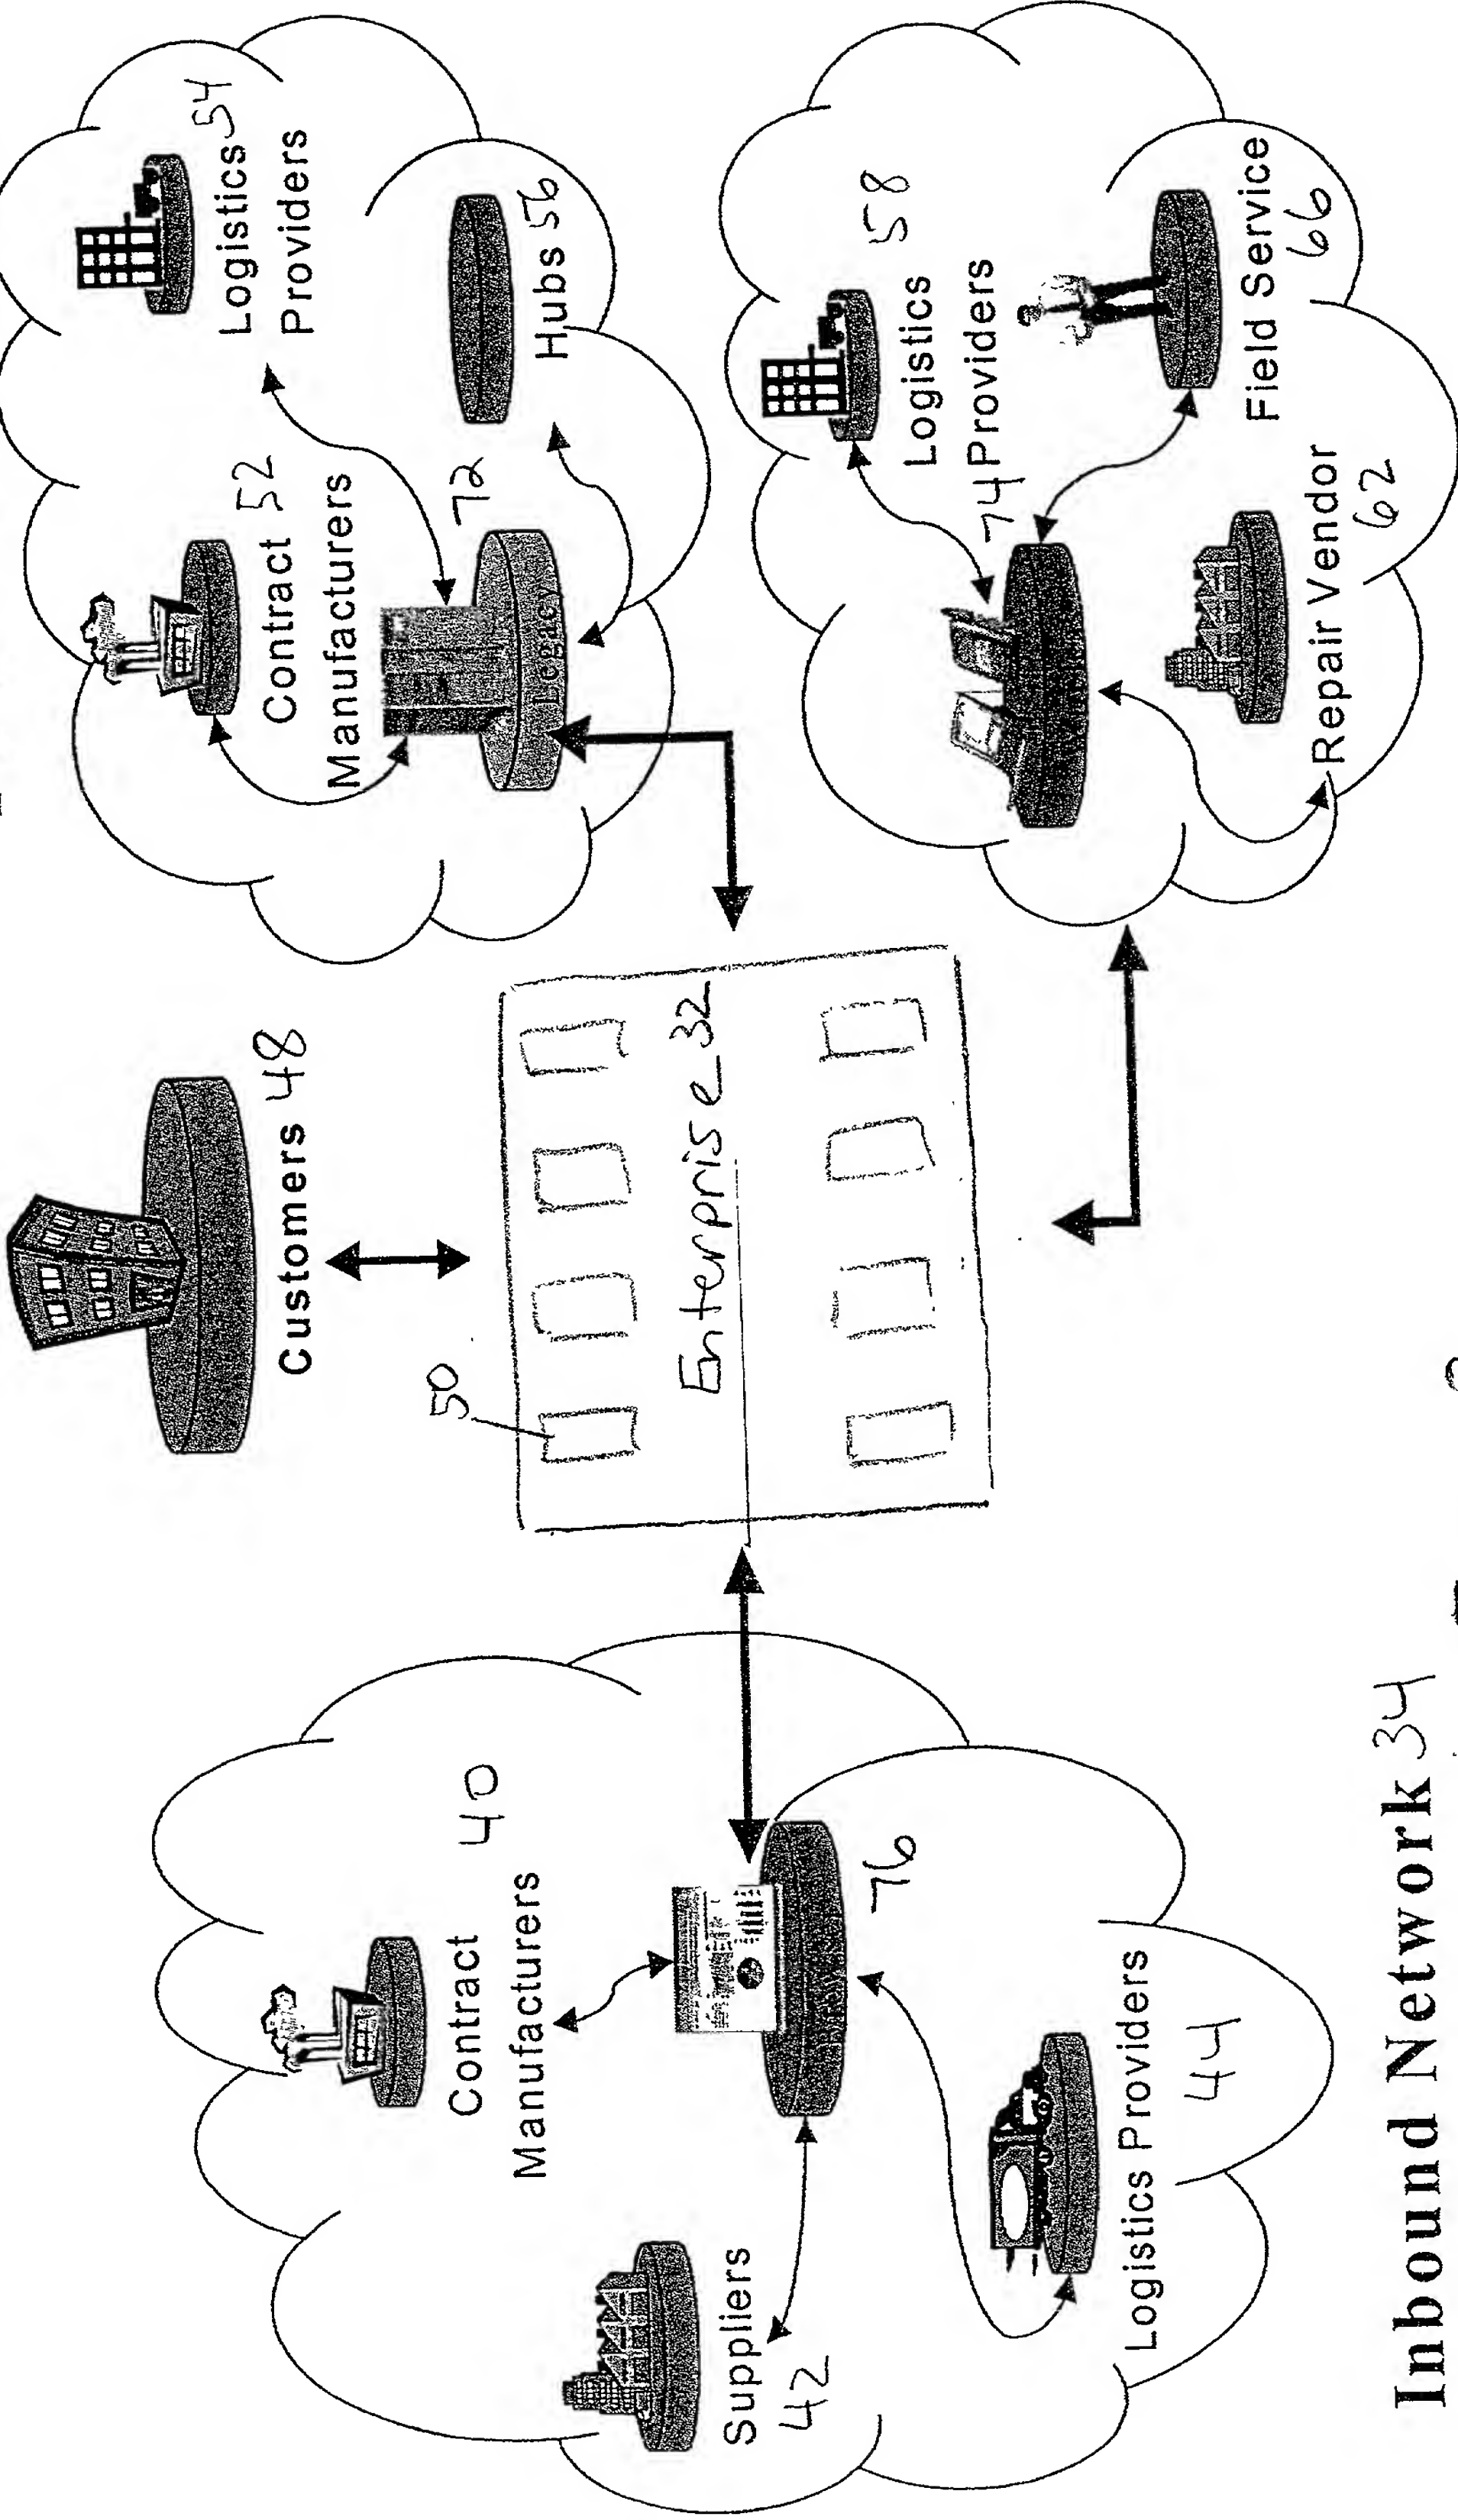 Customers 48
Contract 52
Manufacturers
Logistics 54
Providers
72
Legacy
Hubs 56
50
Enterprise 32
Contract 40
Manufacturers
76
Suppliers
42
Logistics Providers
44
Logistics 58
Providers
74
Field Service
66
Repair Vendor
62
Inbound Network 34